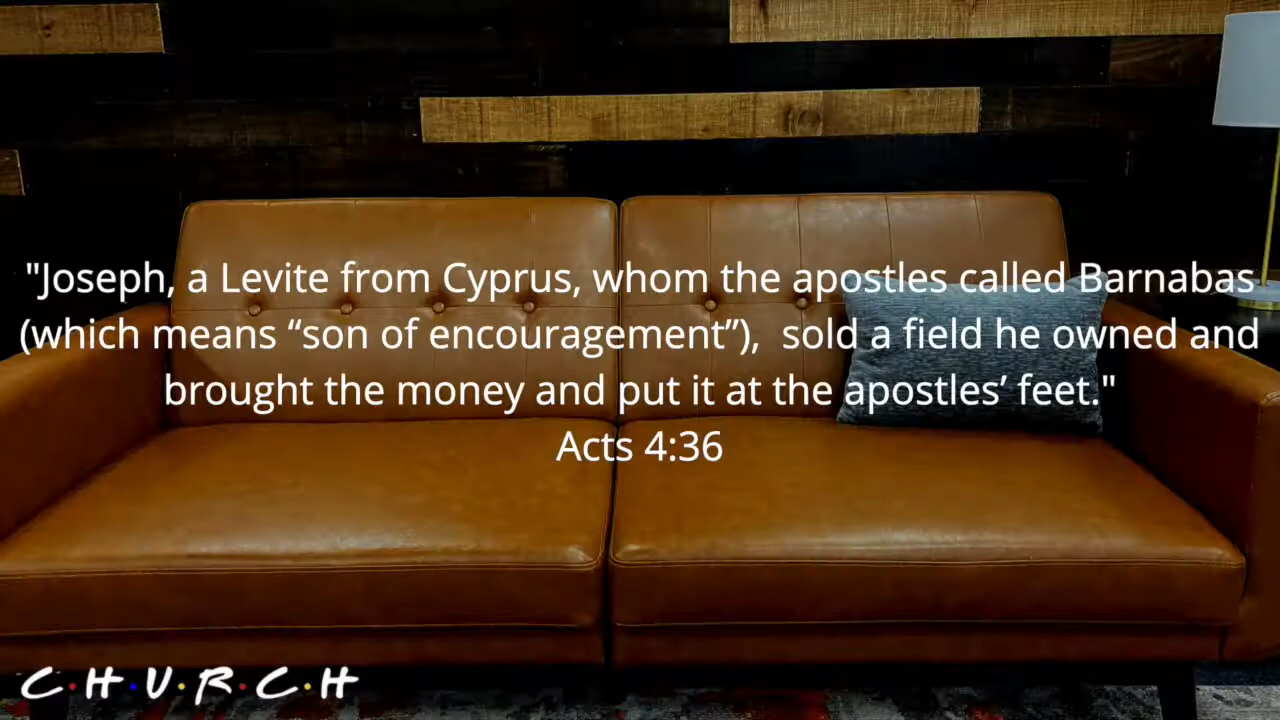 "Joseph, a Levite from Cyprus, whom the apostles called Barnabas
(which means “son of encouragement”),  sold a field he owned and
brought the money and put it at the apostles’ feet."
Acts 4:36
C·H·U·R·C·H